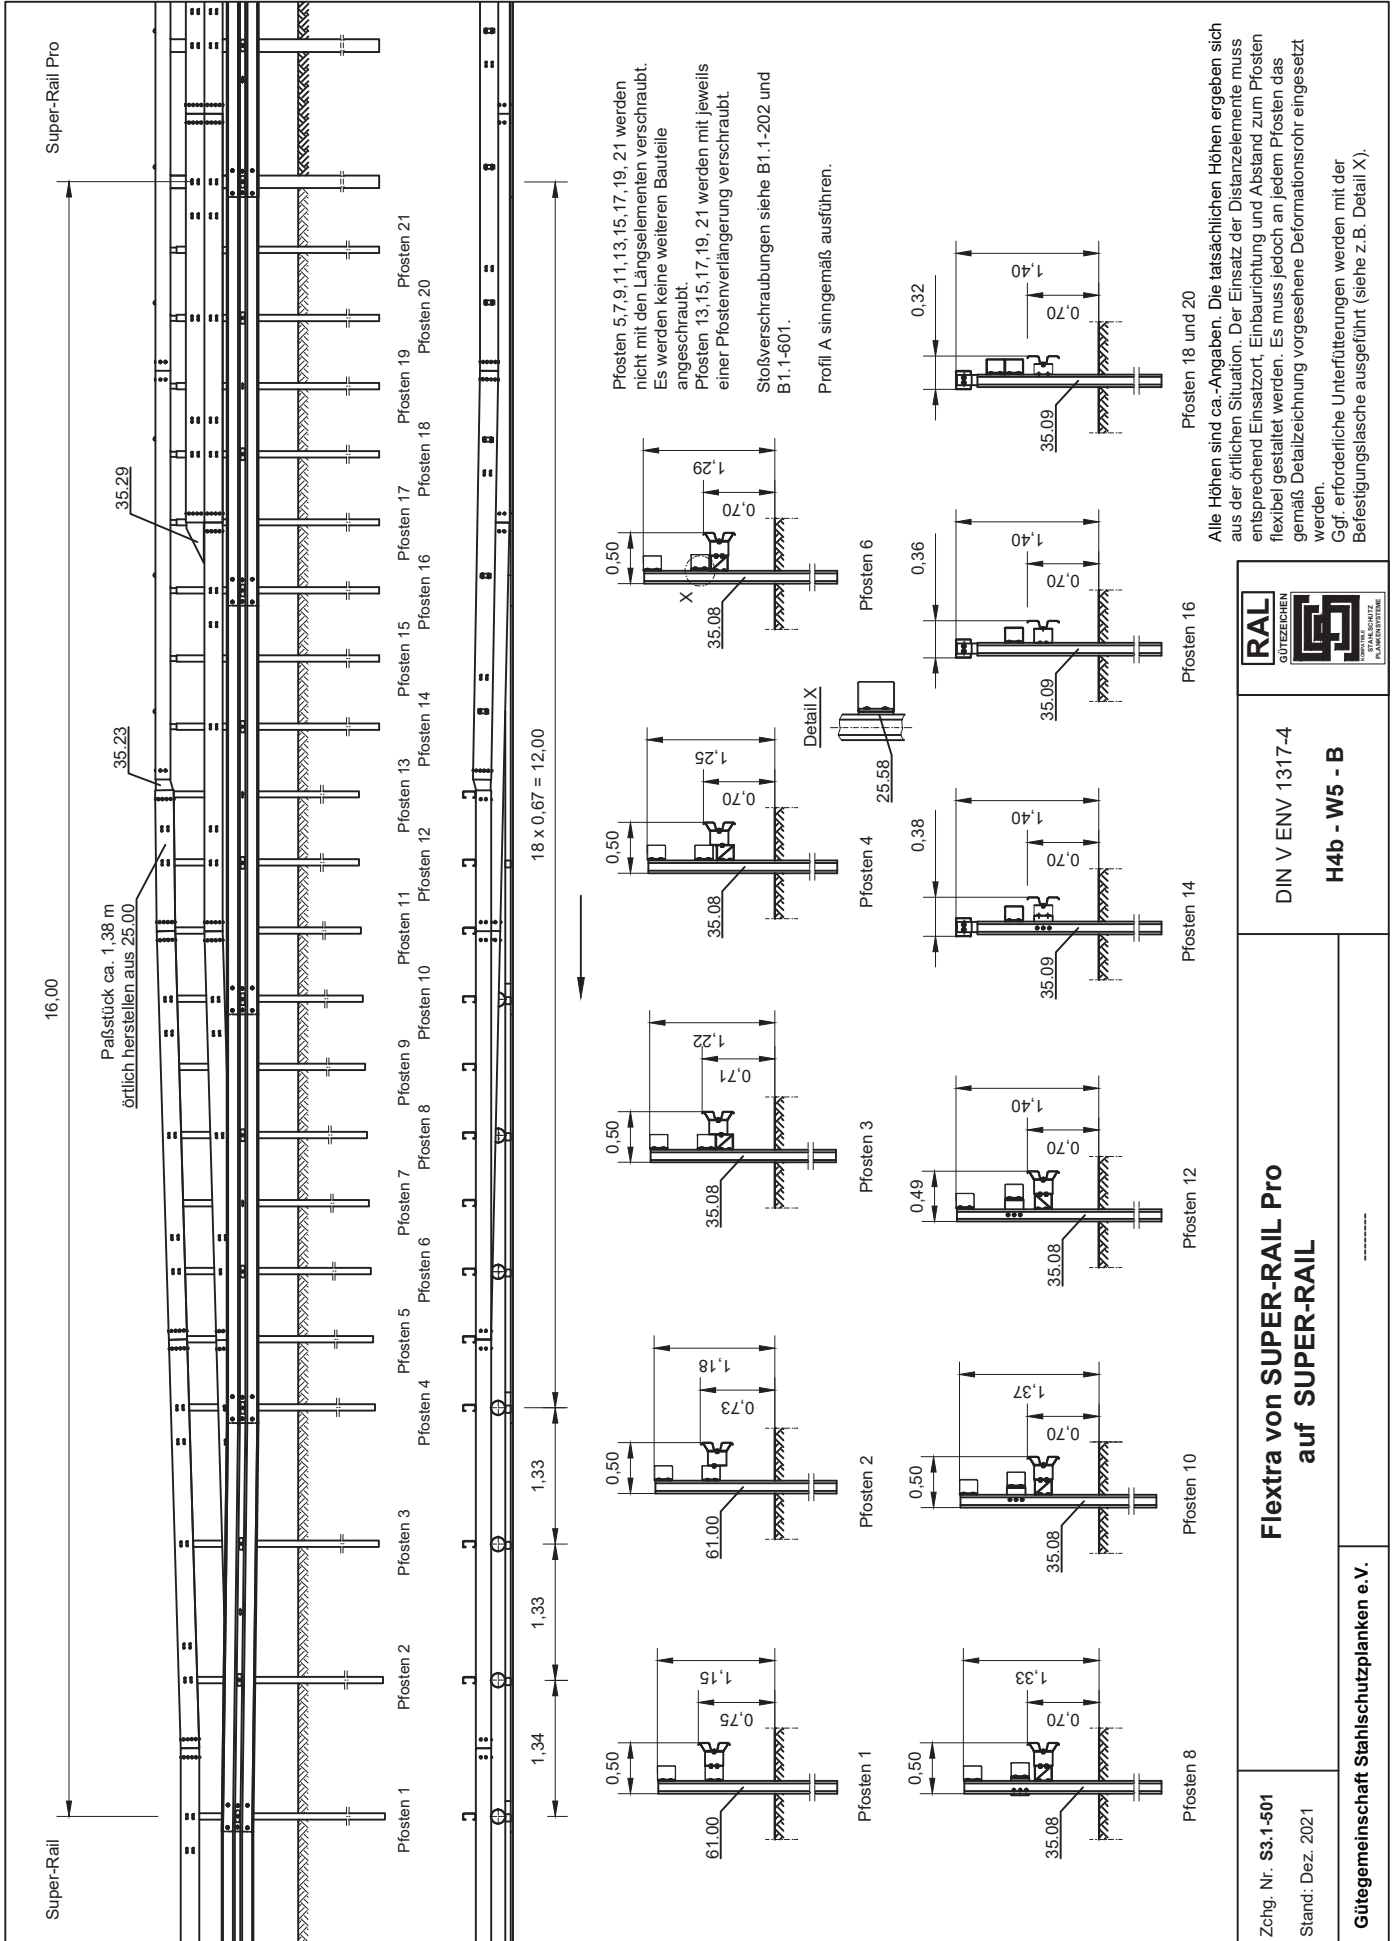 Super-Rail
16,00
Super-Rail Pro
Paßstück ca. 1,38 m
örtlich herstellen aus 25.00
35.23
35.29
Pfosten 1
Pfosten 2
Pfosten 3
Pfosten 4
Pfosten 5
Pfosten 6
Pfosten 7
Pfosten 8
Pfosten 9
Pfosten 10
Pfosten 11
Pfosten 12
Pfosten 13
Pfosten 14
Pfosten 15
Pfosten 16
Pfosten 17
Pfosten 18
Pfosten 19
Pfosten 20
Pfosten 21
1,34
1,33
1,33
18 x 0,67 = 12,00
0,50
1,15
0,75
61.00
Pfosten 1
0,50
1,18
0,73
61.00
Pfosten 2
0,50
1,22
0,71
35.08
Pfosten 3
0,50
1,25
0,70
35.08
Pfosten 4
0,50
1,29
0,70
X
35.08
Pfosten 6
Pfosten 5,7,9,11,13,15,17,19, 21 werden
nicht mit den Längselementen verschraubt.
Es werden keine weiteren Bauteile
angeschraubt.
Pfosten 13,15,17,19, 21 werden mit jeweils
einer Pfostenverlängerung verschraubt.
Stoßverschraubungen siehe B1.1-202 und
B1.1-601.
Profil A sinngemäß ausführen.
Detail X
25.58
0,50
1,33
0,70
35.08
Pfosten 8
0,50
1,37
0,70
35.08
Pfosten 10
0,49
1,40
0,70
35.08
Pfosten 12
0,38
1,40
0,70
35.09
Pfosten 14
0,36
1,40
0,70
35.09
Pfosten 16
0,32
1,40
0,70
35.09
Pfosten 18 und 20
Alle Höhen sind ca.-Angaben. Die tatsächlichen Höhen ergeben sich
aus der örtlichen Situation. Der Einsatz der Distanzelemente muss
entsprechend Einsatzort, Einbaurichtung und Abstand zum Pfosten
flexibel gestaltet werden. Es muss jedoch an jedem Pfosten das
gemäß Detailzeichnung vorgesehene Deformationsrohr eingesetzt
werden.
Ggf. erforderliche Unterfütterungen werden mit der
Befestigungslasche ausgeführt (siehe z.B. Detail X).
Zchg. Nr. S3.1-501
Stand: Dez. 2021
Gütegemeinschaft Stahlschutzplanken e.V.
Flextra von SUPER-RAIL Pro
auf SUPER-RAIL
--------
DIN V ENV 1317-4
H4b - W5 - B
RAL
GÜTEZEICHEN
KOMPATIBLE
STAHLSCHUTZ
PLANKENSYSTEME